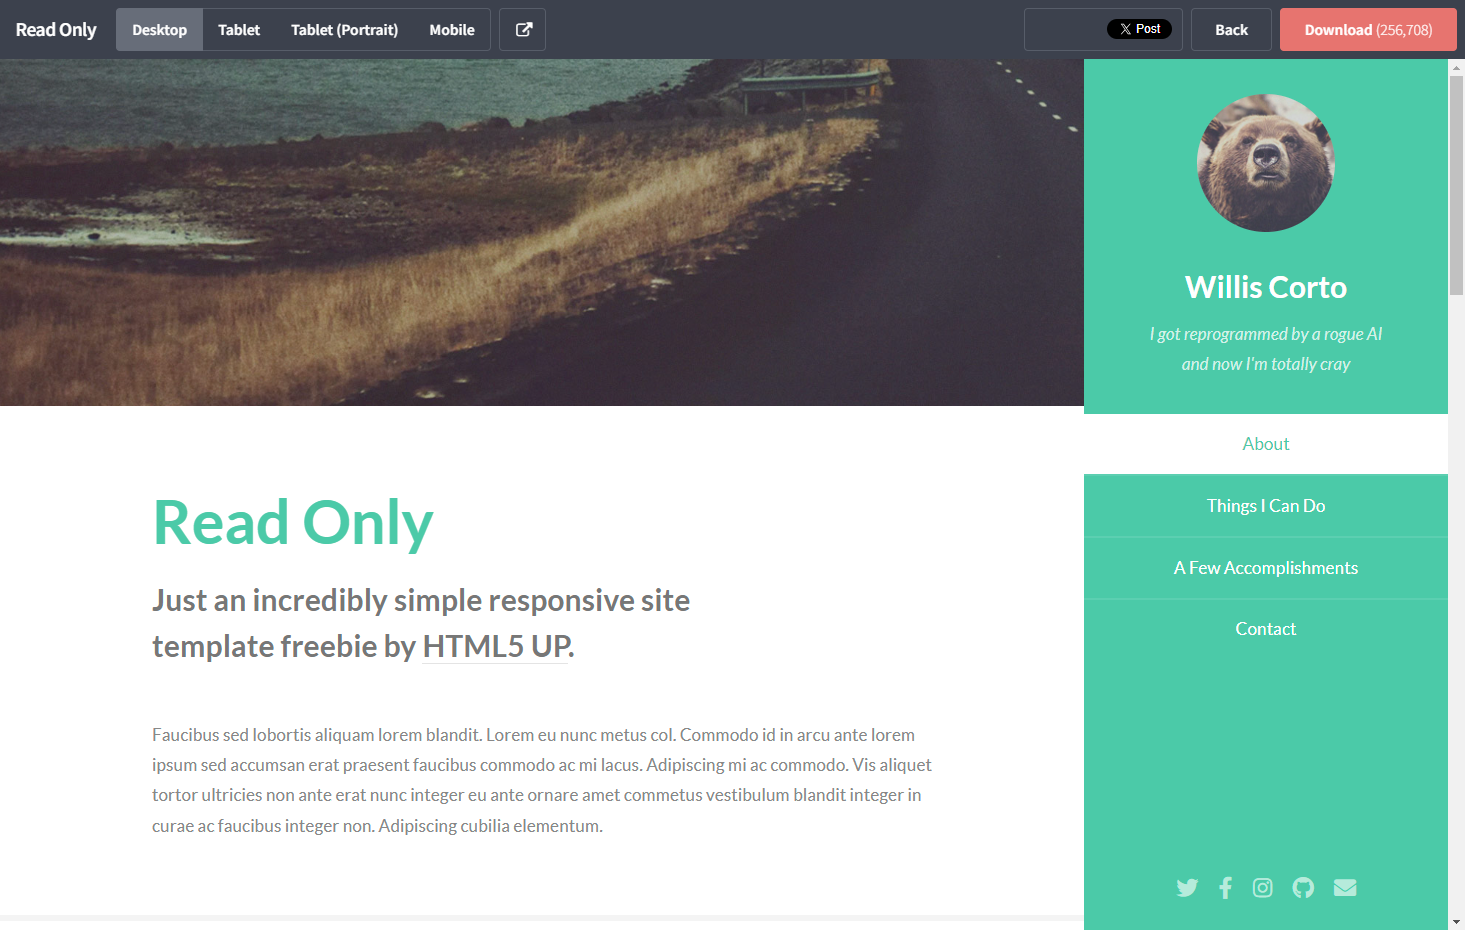 Read Only
Desktop
Tablet
Tablet (Portrait)
Mobile
X Post
Back
Download (256,708)
Willis Corto
I got reprogrammed by a rogue AI
and now I'm totally cray
About
Things I Can Do
A Few Accomplishments
Contact
Read Only
Just an incredibly simple responsive site
template freebie by HTML5 UP.
Faucibus sed lobortis aliquam lorem blandit. Lorem eu nunc metus col. Commodo id in arcu ante lorem
ipsum sed accumsan erat praesent faucibus commodo ac mi lacus. Adipiscing mi ac commodo. Vis aliquet
tortor ultricies non ante erat nunc integer eu ante ornare amet commetus vestibulum blandit integer in
curae ac faucibus integer non. Adipiscing cubilia elementum.